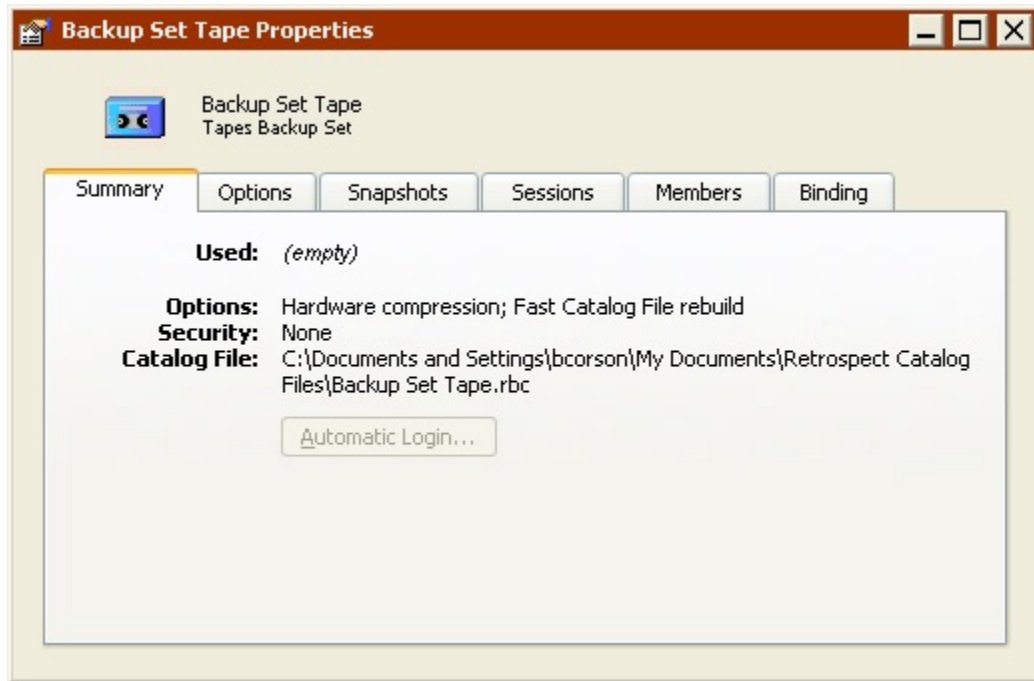 Backup Set Tape Properties
Backup Set Tape
Tapes Backup Set
Summary Options Snapshots Sessions Members Binding
Used: (empty)
Options: Hardware compression; Fast Catalog File rebuild
Security: None
Catalog File: C:\Documents and Settings\bcorson\My Documents\Retrospect Catalog
Files\Backup Set Tape.rbc
Automatic Login...